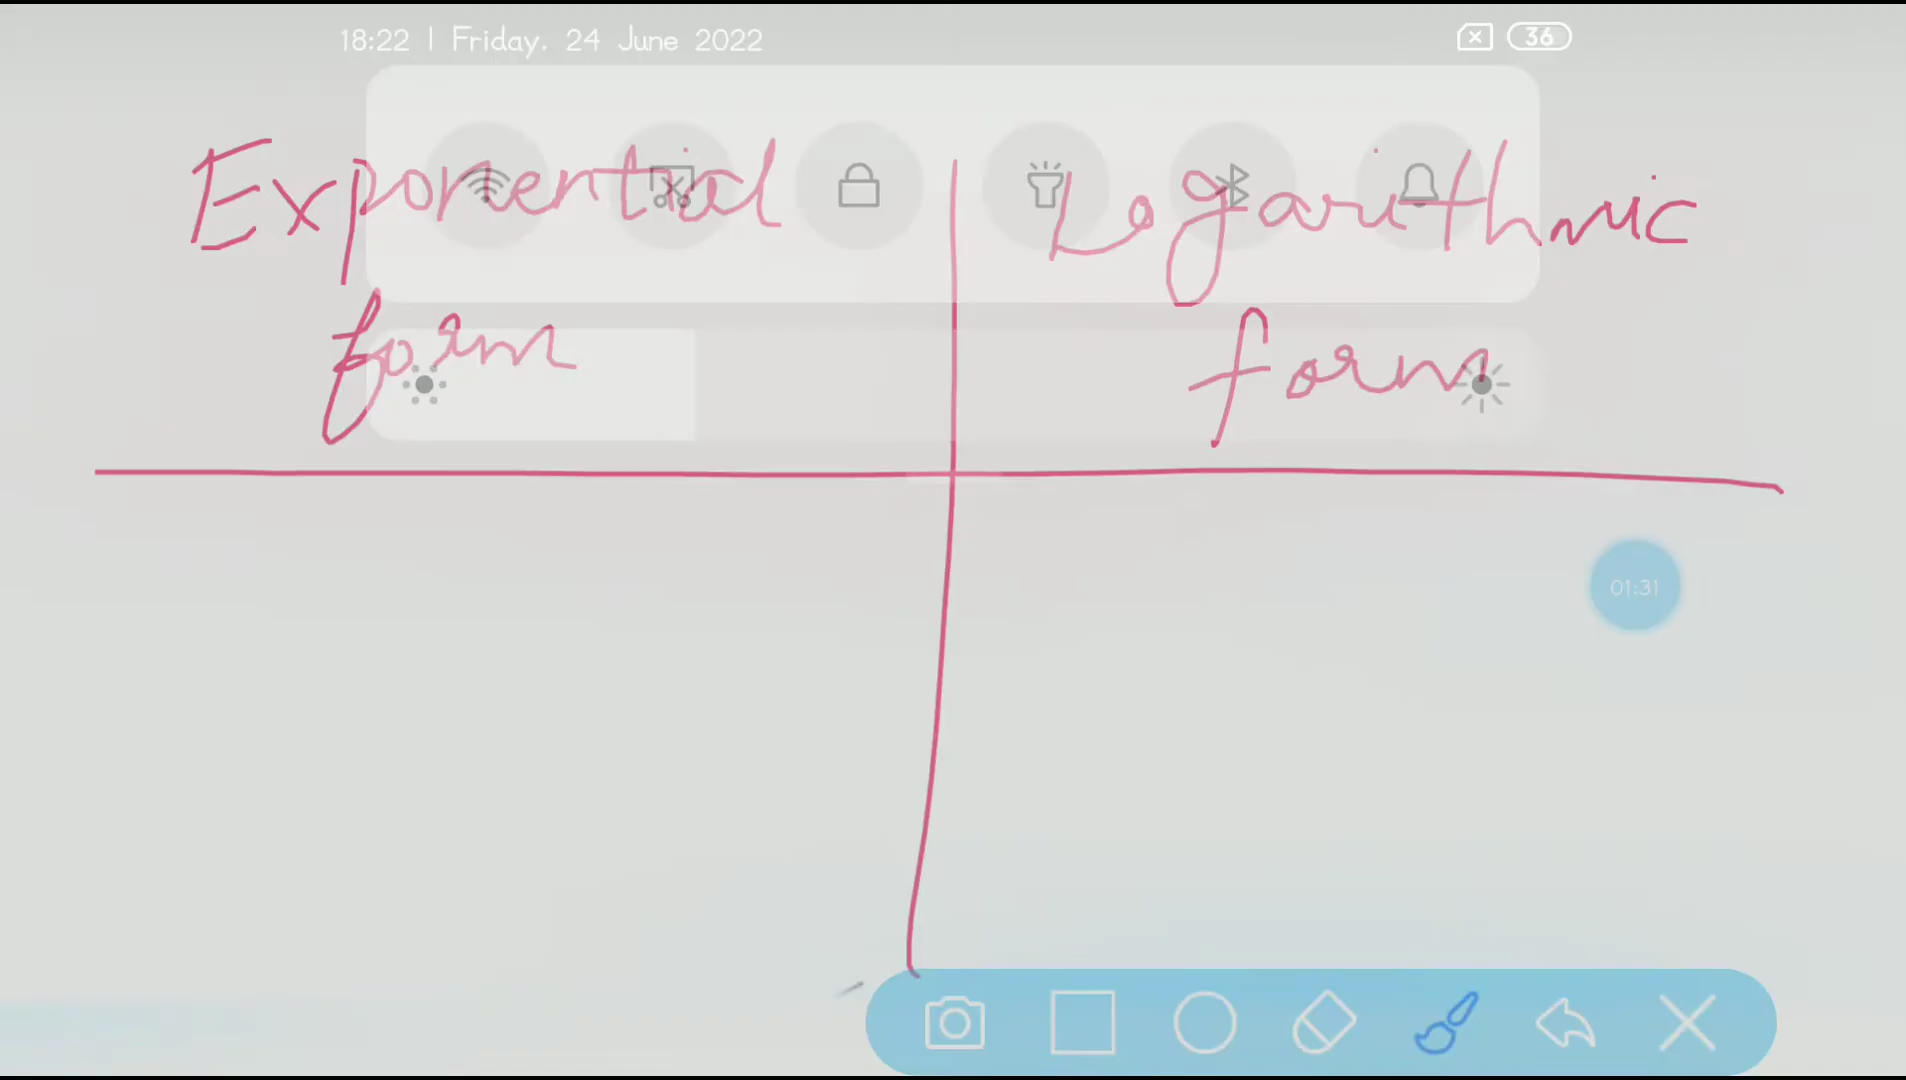 18:22 | Friday, 24 June 2022
36
Exponential
form
Logarithmic
form
01:31